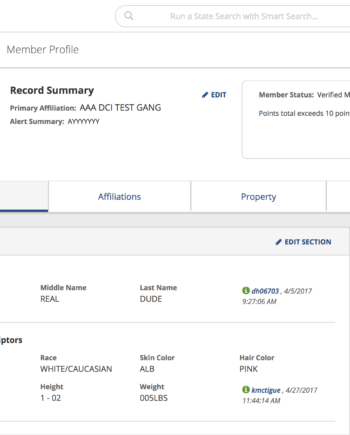 Run a State Search with Smart Search...
Member Profile
Record Summary
EDIT
Primary Affiliation: AAA DCI TEST GANG
Alert Summary: AYYYYYYY
Member Status: Verified M
Points total exceeds 10 poin
Affiliations Property
EDIT SECTION
Middle Name Last Name dh06703 , 4/5/2017
REAL DUDE 9:27:06 AM
ptors
Race Skin Color Hair Color
WHITE/CAUCASIAN ALB PINK
Height Weight kmctigue , 4/27/2017
1 - 02 005LBS 11:44:14 AM